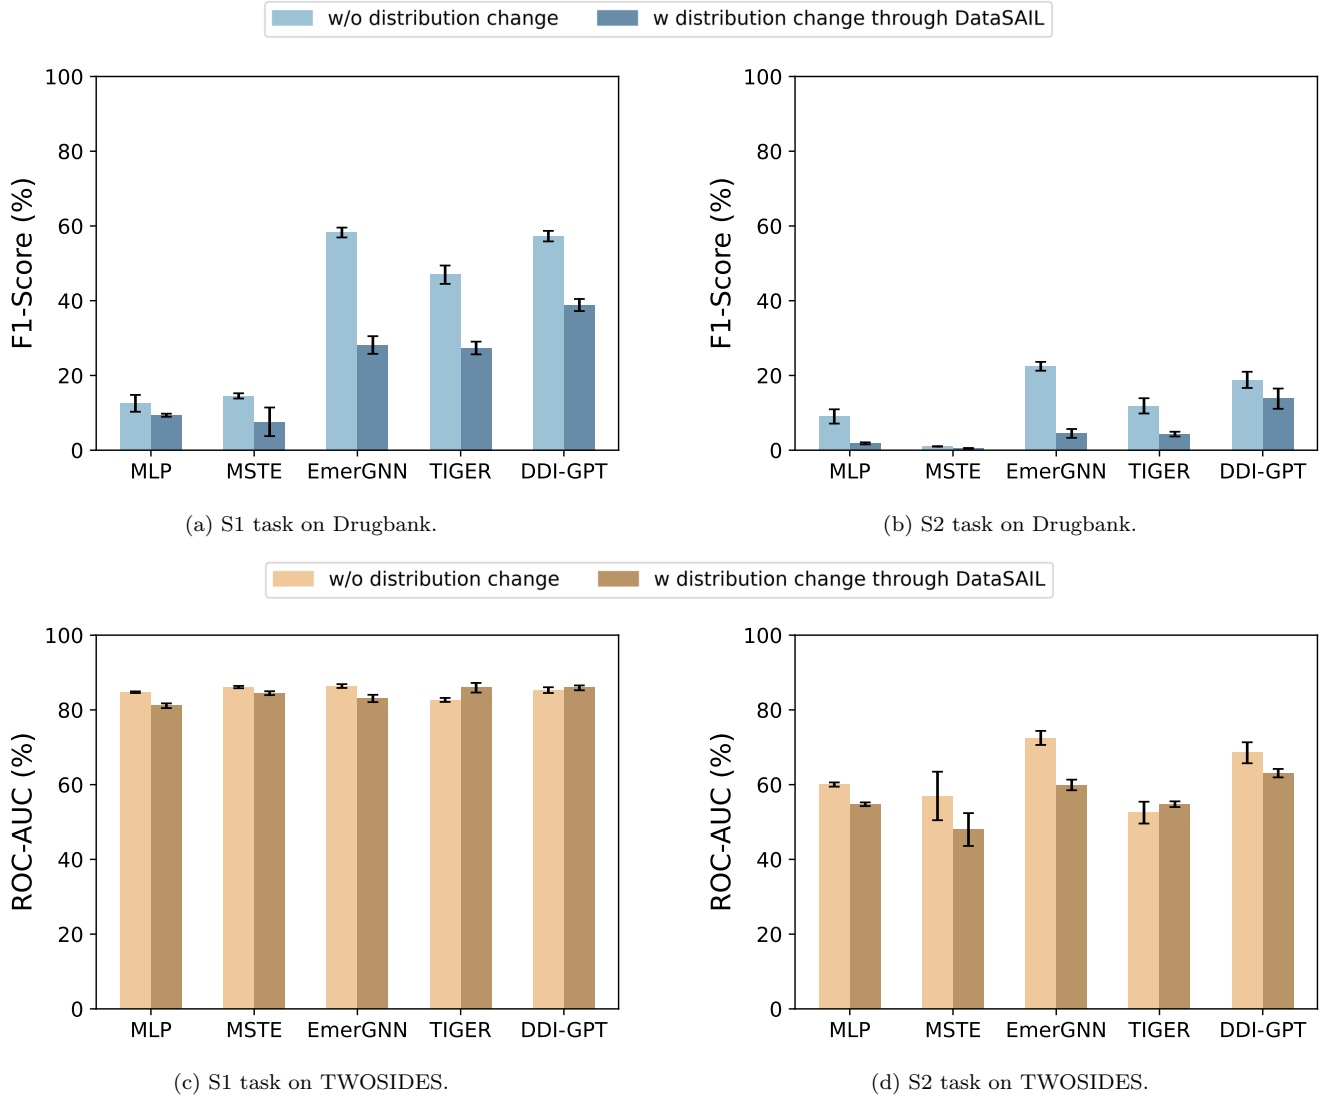 w/o distribution change w distribution change through DataSAIL
100
80
60
40
20
0
F1-Score (%)
MLP MSTE EmerGNN TIGER DDI-GPT
(a) S1 task on Drugbank.
100
80
60
40
20
0
F1-Score (%)
MLP MSTE EmerGNN TIGER DDI-GPT
(b) S2 task on Drugbank.
w/o distribution change w distribution change through DataSAIL
100
80
60
40
20
0
ROC-AUC (%)
MLP MSTE EmerGNN TIGER DDI-GPT
(c) S1 task on TWOSIDES.
100
80
60
40
20
0
ROC-AUC (%)
MLP MSTE EmerGNN TIGER DDI-GPT
(d) S2 task on TWOSIDES.